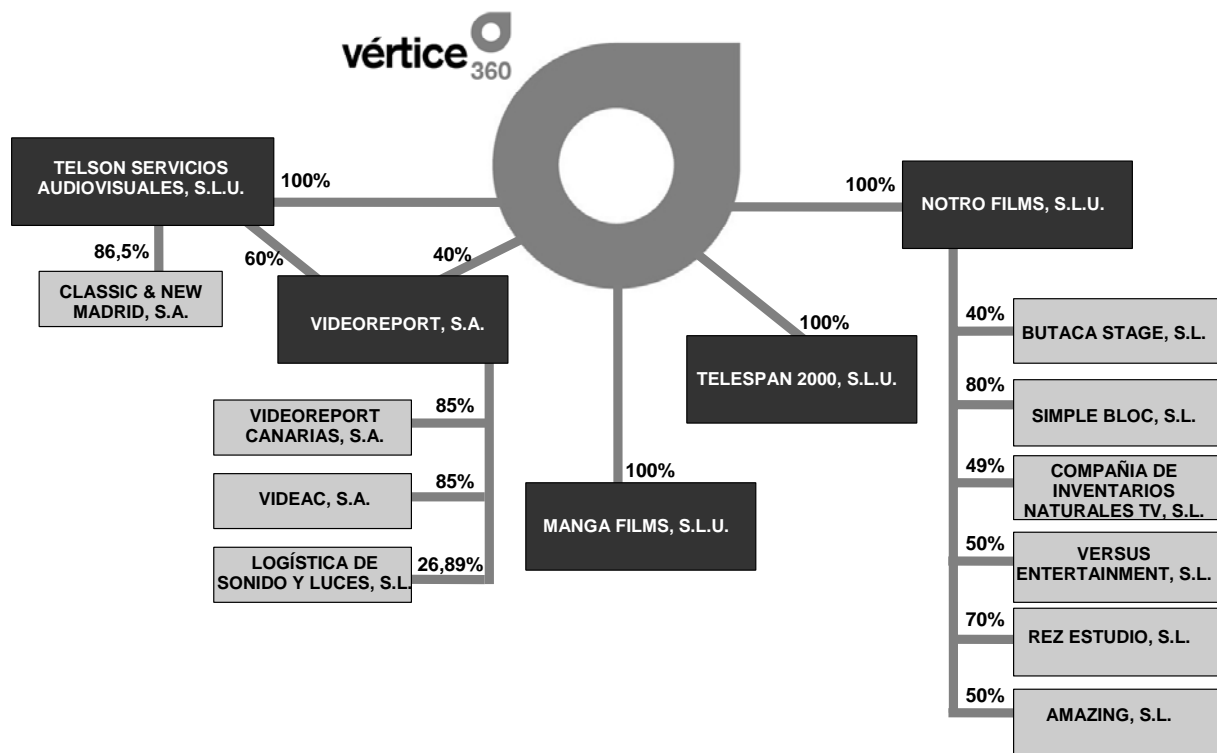 vértice
360
TELSON SERVICIOS
AUDIOVISUALES, S.L.U.
100%
100%
NOTRO FILMS, S.L.U.
86,5%
60%
40%
CLASSIC & NEW
MADRID, S.A.
VIDEOREPORT, S.A.
100%
TELESPAN 2000, S.L.U.
40%
BUTACA STAGE, S.L.
80%
SIMPLE BLOC, S.L.
85%
VIDEOREPORT
CANARIAS, S.A.
85%
VIDEAC, S.A.
26,89%
LOGÍSTICA DE
SONIDO Y LUCES, S.L.
100%
MANGA FILMS, S.L.U.
49%
COMPAÑIA DE
INVENTARIOS
NATURALES TV, S.L.
50%
VERSUS
ENTERTAINMENT, S.L.
70%
REZ ESTUDIO, S.L.
50%
AMAZING, S.L.